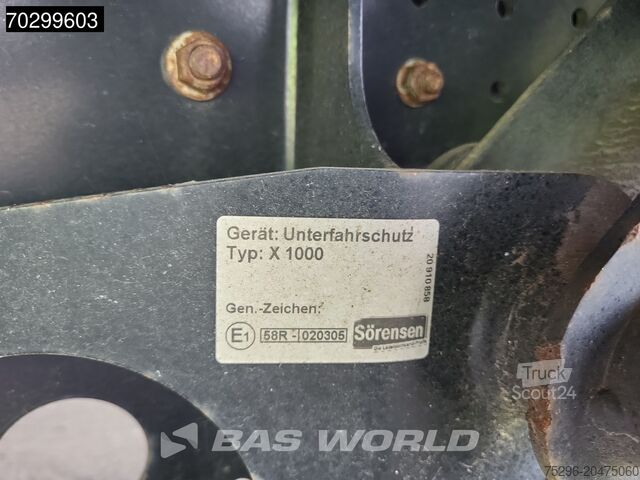 70299603
Gerät: Unterfahrschutz
Typ: X 1000
20 910 858
Gen.-Zeichen:
E1 58R - 020305 Sörensen
Truck
Scout24
BAS WORLD
75296-20475060